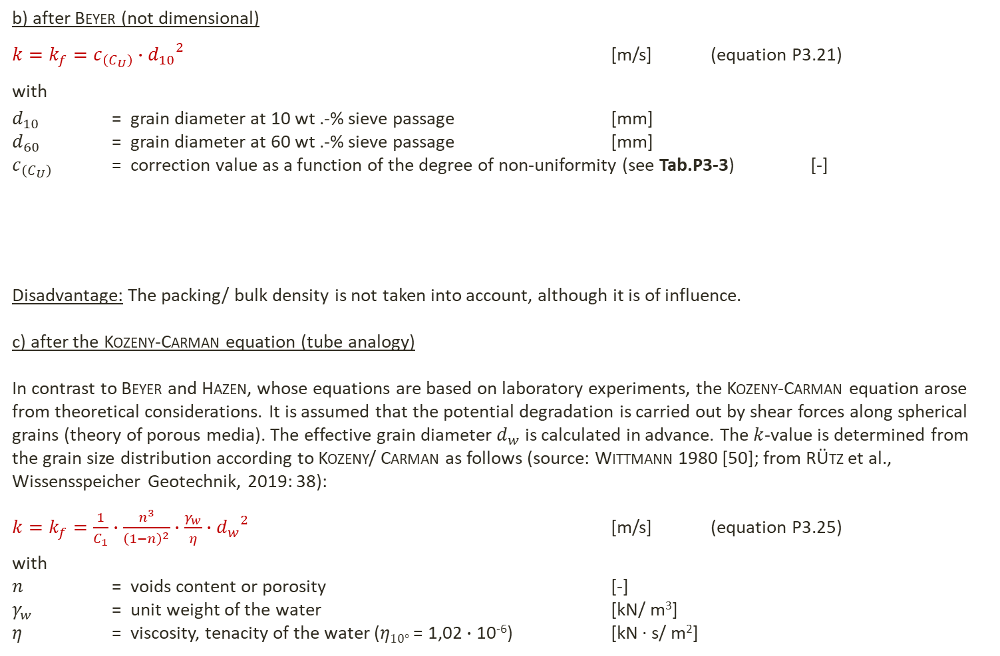 b) after BEYER (not dimensional)
k = k_f = c_(C_U) · d_10² [m/s] (equation P3.21)
with
d_10 = grain diameter at 10 wt .-% sieve passage [mm]
d_60 = grain diameter at 60 wt .-% sieve passage [mm]
c_(C_U) = correction value as a function of the degree of non-uniformity (see Tab.P3-3) [-]
Disadvantage: The packing/ bulk density is not taken into account, although it is of influence.
c) after the KOZENY-CARMAN equation (tube analogy)
In contrast to BEYER and HAZEN, whose equations are based on laboratory experiments, the KOZENY-CARMAN equation arose
from theoretical considerations. It is assumed that the potential degradation is carried out by shear forces along spherical
grains (theory of porous media). The effective grain diameter d_w is calculated in advance. The k-value is determined from
the grain size distribution according to KOZENY/ CARMAN as follows (source: WITTMANN 1980 [50]; from RÜTZ et al.,
Wissensspeicher Geotechnik, 2019: 38):
k = k_f = 1/C_1 · n³/(1−n)² · γ_w/η · d_w² [m/s] (equation P3.25)
with
n = voids content or porosity [-]
γ_w = unit weight of the water [kN/ m³]
η = viscosity, tenacity of the water (η_10° = 1,02 · 10⁻⁶) [kN · s/ m²]